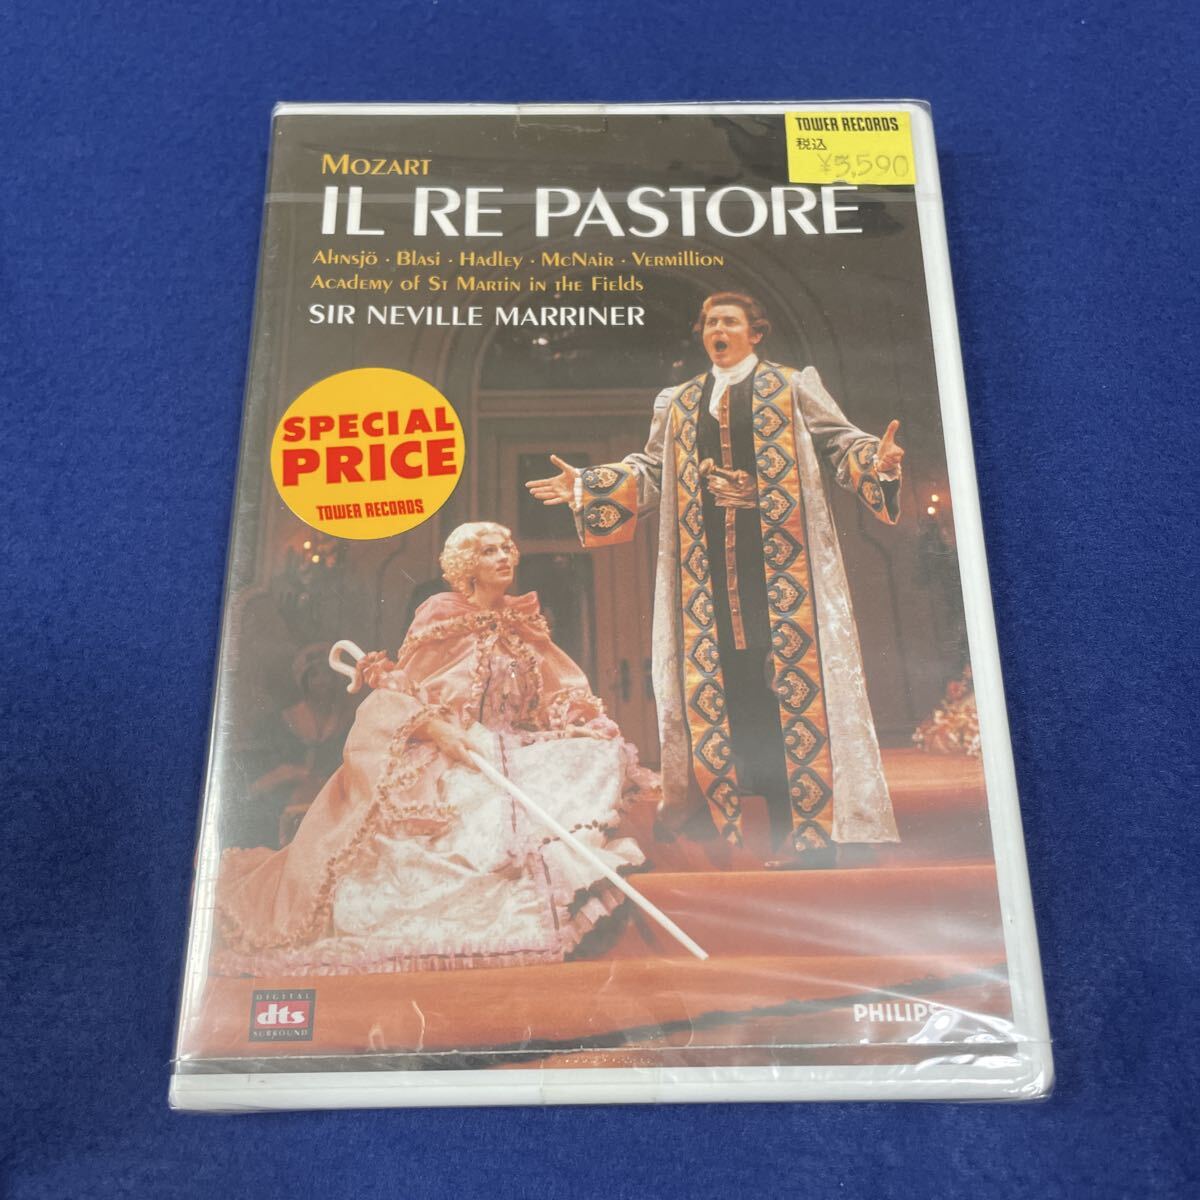 TOWER RECORDS
税込
¥5,590
MOZART
IL RE PASTORE
AHNSJÖ · BLASI · HADLEY · MCNAIR · VERMILLION
ACADEMY OF ST MARTIN IN THE FIELDS
SIR NEVILLE MARRINER
SPECIAL
PRICE
TOWER RECORDS
DIGITAL
dts
SURROUND
PHILIPS